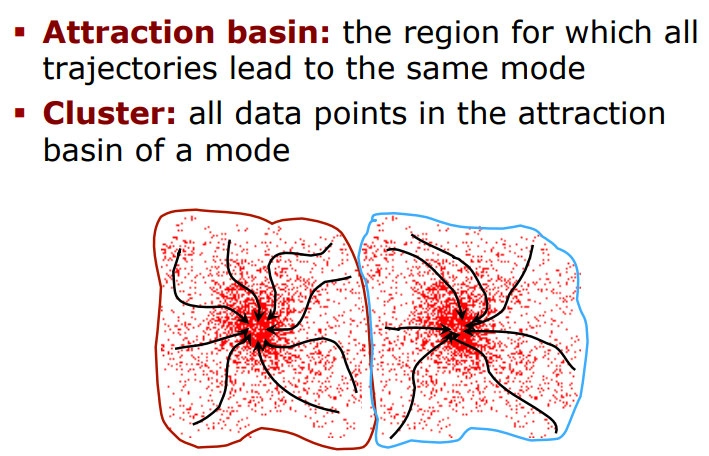 ▪ Attraction basin: the region for which all
trajectories lead to the same mode
▪ Cluster: all data points in the attraction
basin of a mode